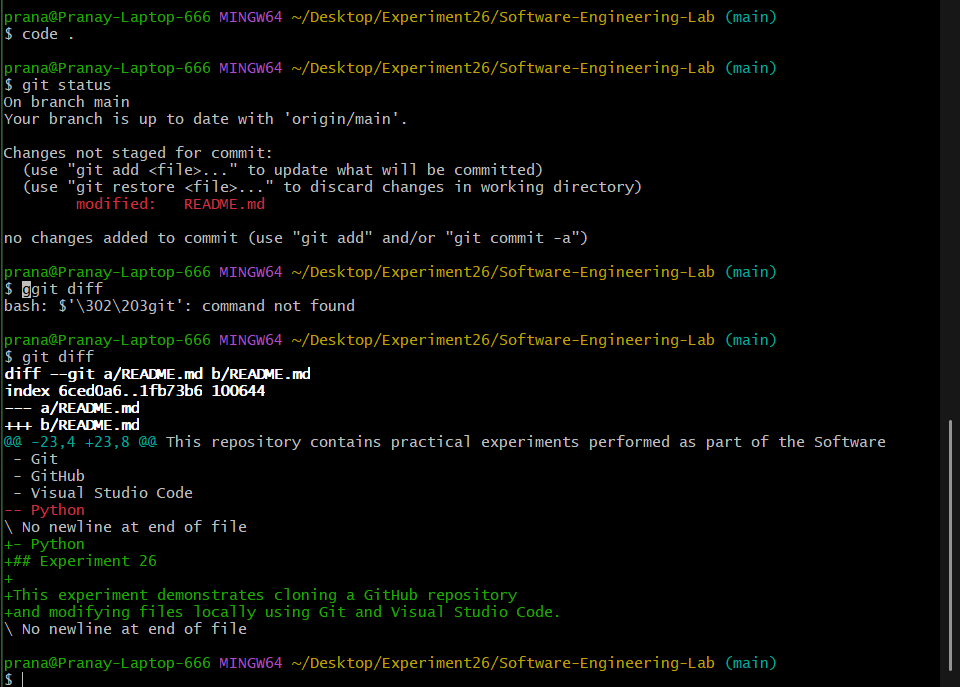 prana@Pranay-Laptop-666 MINGW64 ~/Desktop/Experiment26/Software-Engineering-Lab (main)
$ code .

prana@Pranay-Laptop-666 MINGW64 ~/Desktop/Experiment26/Software-Engineering-Lab (main)
$ git status
On branch main
Your branch is up to date with 'origin/main'.

Changes not staged for commit:
  (use "git add <file>..." to update what will be committed)
  (use "git restore <file>..." to discard changes in working directory)
        modified:   README.md

no changes added to commit (use "git add" and/or "git commit -a")

prana@Pranay-Laptop-666 MINGW64 ~/Desktop/Experiment26/Software-Engineering-Lab (main)
$ ggit diff
bash: $'\302\203git': command not found

prana@Pranay-Laptop-666 MINGW64 ~/Desktop/Experiment26/Software-Engineering-Lab (main)
$ git diff
diff --git a/README.md b/README.md
index 6ced0a6..1fb73b6 100644
--- a/README.md
+++ b/README.md
@@ -23,4 +23,8 @@ This repository contains practical experiments performed as part of the Software
 - Git
 - GitHub
 - Visual Studio Code
-- Python
\ No newline at end of file
+- Python
+## Experiment 26
+
+This experiment demonstrates cloning a GitHub repository
+and modifying files locally using Git and Visual Studio Code.
\ No newline at end of file

prana@Pranay-Laptop-666 MINGW64 ~/Desktop/Experiment26/Software-Engineering-Lab (main)
$